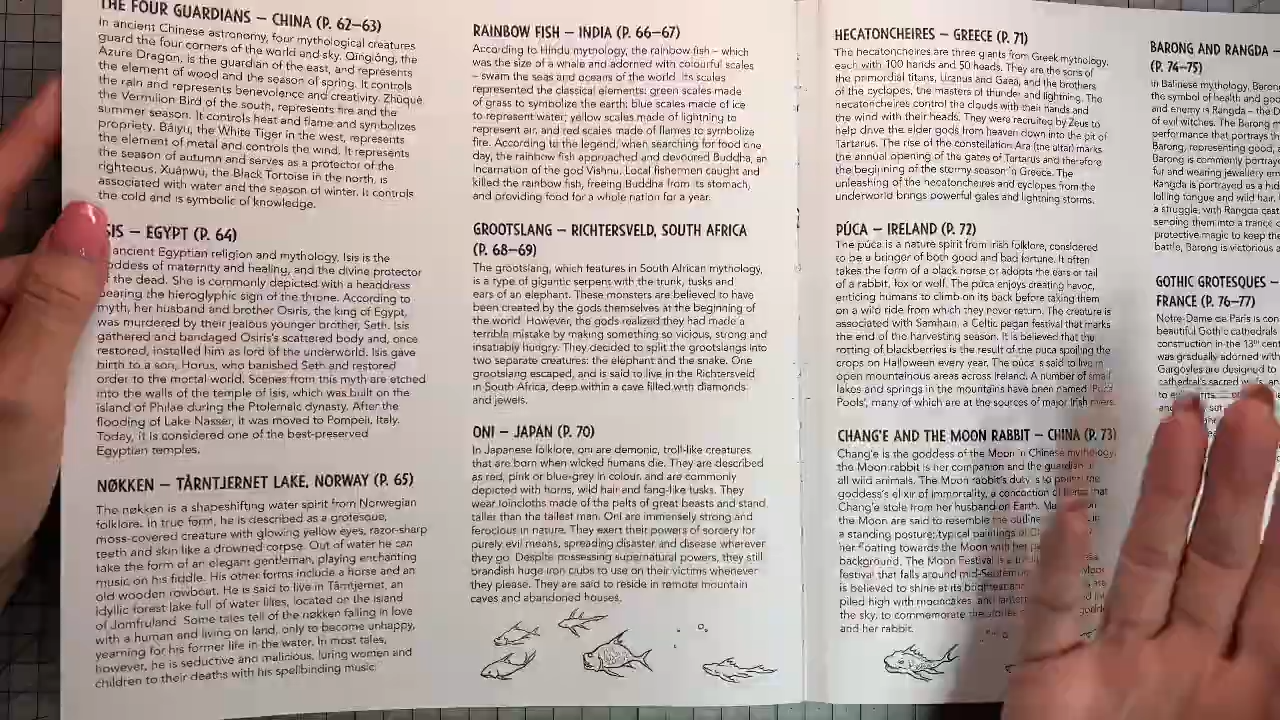 THE FOUR GUARDIANS – CHINA (P. 62–63)
In ancient Chinese astronomy, four mythological creatures
guard the four corners of the world and sky. Qinglóng, the
Azure Dragon, is the guardian of the east, and represents
the element of wood and the season of spring. It controls
the rain and represents benevolence and creativity. Zhūquè
the Vermilion Bird of the south, represents fire and the
summer season. It controls heat and flame and symbolizes
propriety. Báiyu, the White Tiger in the west, represents
the element of metal and controls the wind. It represents
the season of autumn and serves as a protector of the
righteous. Xuánwu, the Black Tortoise in the north, is
associated with water and the season of winter. It controls
the cold and is symbolic of knowledge.
SIS – EGYPT (P. 64)
ancient Egyptian religion and mythology, Isis is the
goddess of maternity and healing, and the divine protector
of the dead. She is commonly depicted with a headdress
bearing the hieroglyphic sign of the throne. According to
myth, her husband and brother Osiris, the king of Egypt,
was murdered by their jealous younger brother, Seth. Isis
gathered and bandaged Osiris's scattered body and, once
restored, installed him as lord of the underworld. Isis gave
birth to a son, Horus, who banished Seth and restored
order to the mortal world. Scenes from this myth are etched
into the walls of the temple of Isis, which was built on the
island of Philae during the Ptolemaic dynasty. After the
flooding of Lake Nasser, it was moved to Pompeii, Italy.
Today, it is considered one of the best-preserved
Egyptian temples.
NØKKEN – TÅRNTJERNET LAKE, NORWAY (P. 65)
The nøkken is a shapeshifting water spirit from Norwegian
folklore. In true form, he is described as a grotesque,
moss-covered creature with glowing yellow eyes, razor-sharp
teeth and skin like a drowned corpse. Out of water he can
take the form of an elegant gentleman, playing enchanting
music on his fiddle. His other forms include a horse and an
old wooden rowboat. He is said to live in Tårntjernet, an
idyllic forest lake full of water lilies, located on the island
of Jomfruland. Some tales tell of the nøkken falling in love
with a human and living on land, only to become unhappy,
yearning for his former life in the water. In most tales,
however, he is seductive and malicious, luring women and
children to their deaths with his spellbinding music.
RAINBOW FISH – INDIA (P. 66–67)
According to Hindu mythology, the rainbow fish – which
was the size of a whale and adorned with colourful scales
– swam the seas and oceans of the world. Its scales
represented the classical elements: green scales made
of grass to symbolize the earth; blue scales made of ice
to represent water; yellow scales made of lightning to
represent air; and red scales made of flames to symbolize
fire. According to the legend, when searching for food one
day, the rainbow fish approached and devoured Buddha, an
incarnation of the god Vishnu. Local fishermen caught and
killed the rainbow fish, freeing Buddha from its stomach,
and providing food for a whole nation for a year.
GROOTSLANG – RICHTERSVELD, SOUTH AFRICA
(P. 68–69)
The grootslang, which features in South African mythology,
is a type of gigantic serpent with the trunk, tusks and
ears of an elephant. These monsters are believed to have
been created by the gods themselves at the beginning of
the world. However, the gods realized they had made a
terrible mistake by making something so vicious, strong and
insatiably hungry. They decided to split the grootslangs into
two separate creatures: the elephant and the snake. One
grootslang escaped, and is said to live in the Richtersveld
in South Africa, deep within a cave filled with diamonds
and jewels.
ONI – JAPAN (P. 70)
In Japanese folklore, oni are demonic, troll-like creatures
that are born when wicked humans die. They are described
as red, pink or blue-grey in colour, and are commonly
depicted with horns, wild hair and fang-like tusks. They
wear loincloths made of the pelts of great beasts and stand
taller than the tallest man. Oni are immensely strong and
ferocious in nature. They exert their powers of sorcery for
purely evil means, spreading disaster and disease wherever
they go. Despite possessing supernatural powers, they still
brandish huge iron clubs to use on their victims whenever
they please. They are said to reside in remote mountain
caves and abandoned houses.
HECATONCHEIRES – GREECE (P. 71)
The hecatoncheires are three giants from Greek mythology,
each with 100 hands and 50 heads. They are the sons of
the primordial titans, Uranus and Gaea, and the brothers
of the cyclopes, the masters of thunder and lightning. The
hecatoncheires control the clouds with their hands and
the wind with their heads. They were recruited by Zeus to
help drive the elder gods from heaven down into the pit of
Tartarus. The rise of the constellation Ara (the altar) marks
the annual opening of the gates of Tartarus and therefore
the beginning of the stormy season in Greece. The
unleashing of the hecatoncheires and cyclopes from the
underworld brings powerful gales and lightning storms.
PÚCA – IRELAND (P. 72)
The púca is a nature spirit from Irish folklore, considered
to be a bringer of both good and bad fortune. It often
takes the form of a black horse or adopts the ears or tail
of a rabbit, fox or wolf. The púca enjoys creating havoc,
enticing humans to climb on its back before taking them
on a wild ride from which they never return. The creature is
associated with Samhain, a Celtic pagan festival that marks
the end of the harvesting season. It is believed that the
rotting of blackberries is the result of the púca spoiling the
crops on Halloween every year. The púca is said to live in
open mountainous areas across Ireland. A number of small
lakes and springs in the mountains have been named 'Púca
Pools', many of which are at the sources of major Irish rivers.
CHANG'E AND THE MOON RABBIT – CHINA (P. 73)
Chang'e is the goddess of the Moon in Chinese mythology,
the Moon rabbit is her companion and the guardian
all wild animals. The Moon rabbit's duty is to
goddess's elixir of immortality, a concoction of that
Chang'e stole from her husband on Earth.
the Moon are said to resemble the outline
a standing posture; typical paintings of
her floating towards the Moon with her
background. The Moon Festival is a
festival that falls around mid-September
is believed to shine at its brightest
piled high with mooncakes and
the sky, to commemorate the
and her rabbit.
BARONG AND RANGDA –
(P. 74–75)
In Balinese mythology, Barong
the symbol of health and good
and enemy is Rangda – the D
of evil witches. The Barong
performance that portrays th
Barong, representing good,
Barong is commonly portray
fur and wearing jewellery em
Rangda is portrayed as a hid
lolling tongue and wild hair.
a struggle, with Rangda cast
sending them into a trance
protective magic to keep the
battle, Barong is victorious a
GOTHIC GROTESQUES –
FRANCE (P. 76–77)
Notre-Dame de Paris is con
beautiful Gothic cathedrals
construction in the 13th cent
was gradually adorned with
Gargoyles are designed to
cathedral's sacred